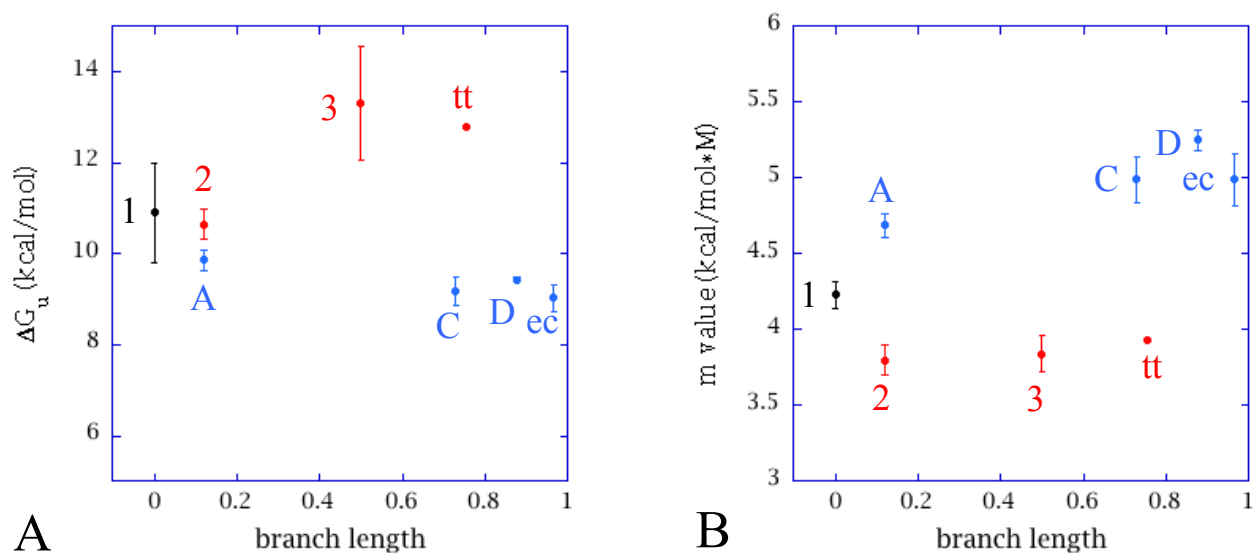 14
12
10
8
6
ΔGu (kcal/mol)
1
2
A
3
tt
C
D
ec
0 0.2 0.4 0.6 0.8 1
branch length
A
6
5.5
5
4.5
4
3.5
3
m value (kcal/mol*M)
1
A
2
3
tt
C
D
ec
0 0.2 0.4 0.6 0.8 1
branch length
B